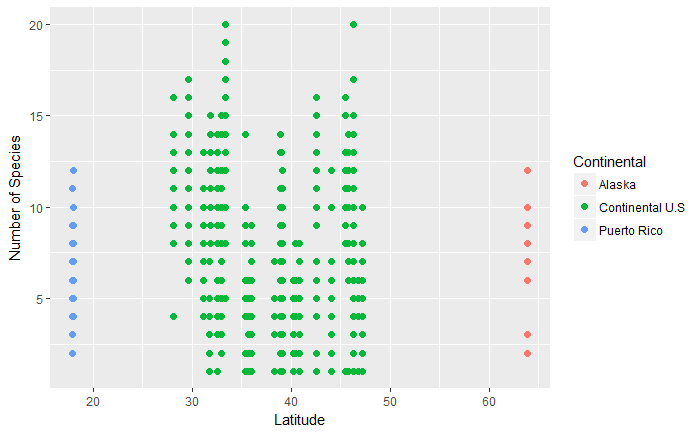 20
15
10
5
Number of Species
20
30
40
50
60
Latitude
Continental
Alaska
Continental U.S
Puerto Rico